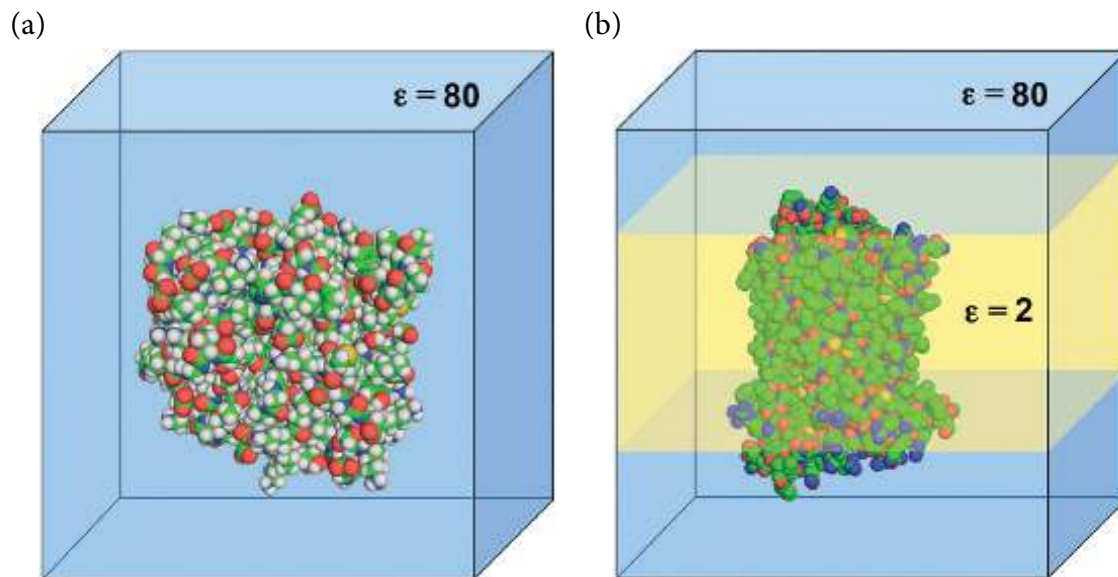 (a)
(b)
ε = 80
ε = 80
ε = 2